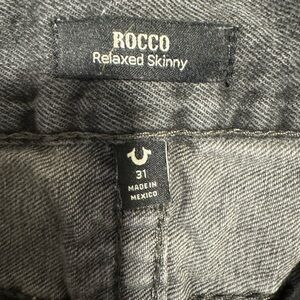 ROCCO
Relaxed Skinny
31
MADE IN
MEXICO